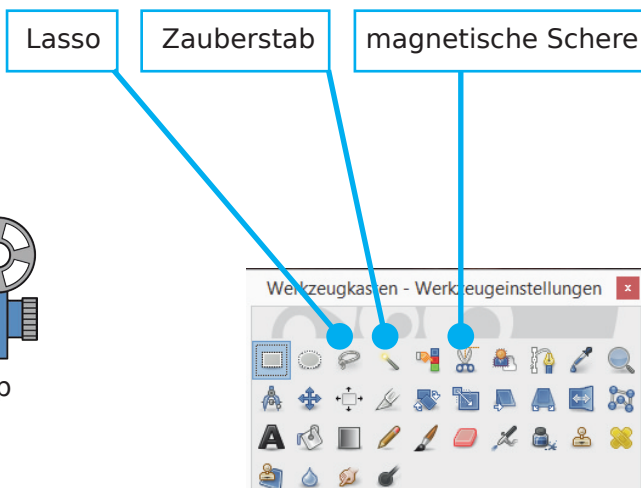 Lasso
Zauberstab
magnetische Schere
Werkzeugkasten - Werkzeugeinstellungen